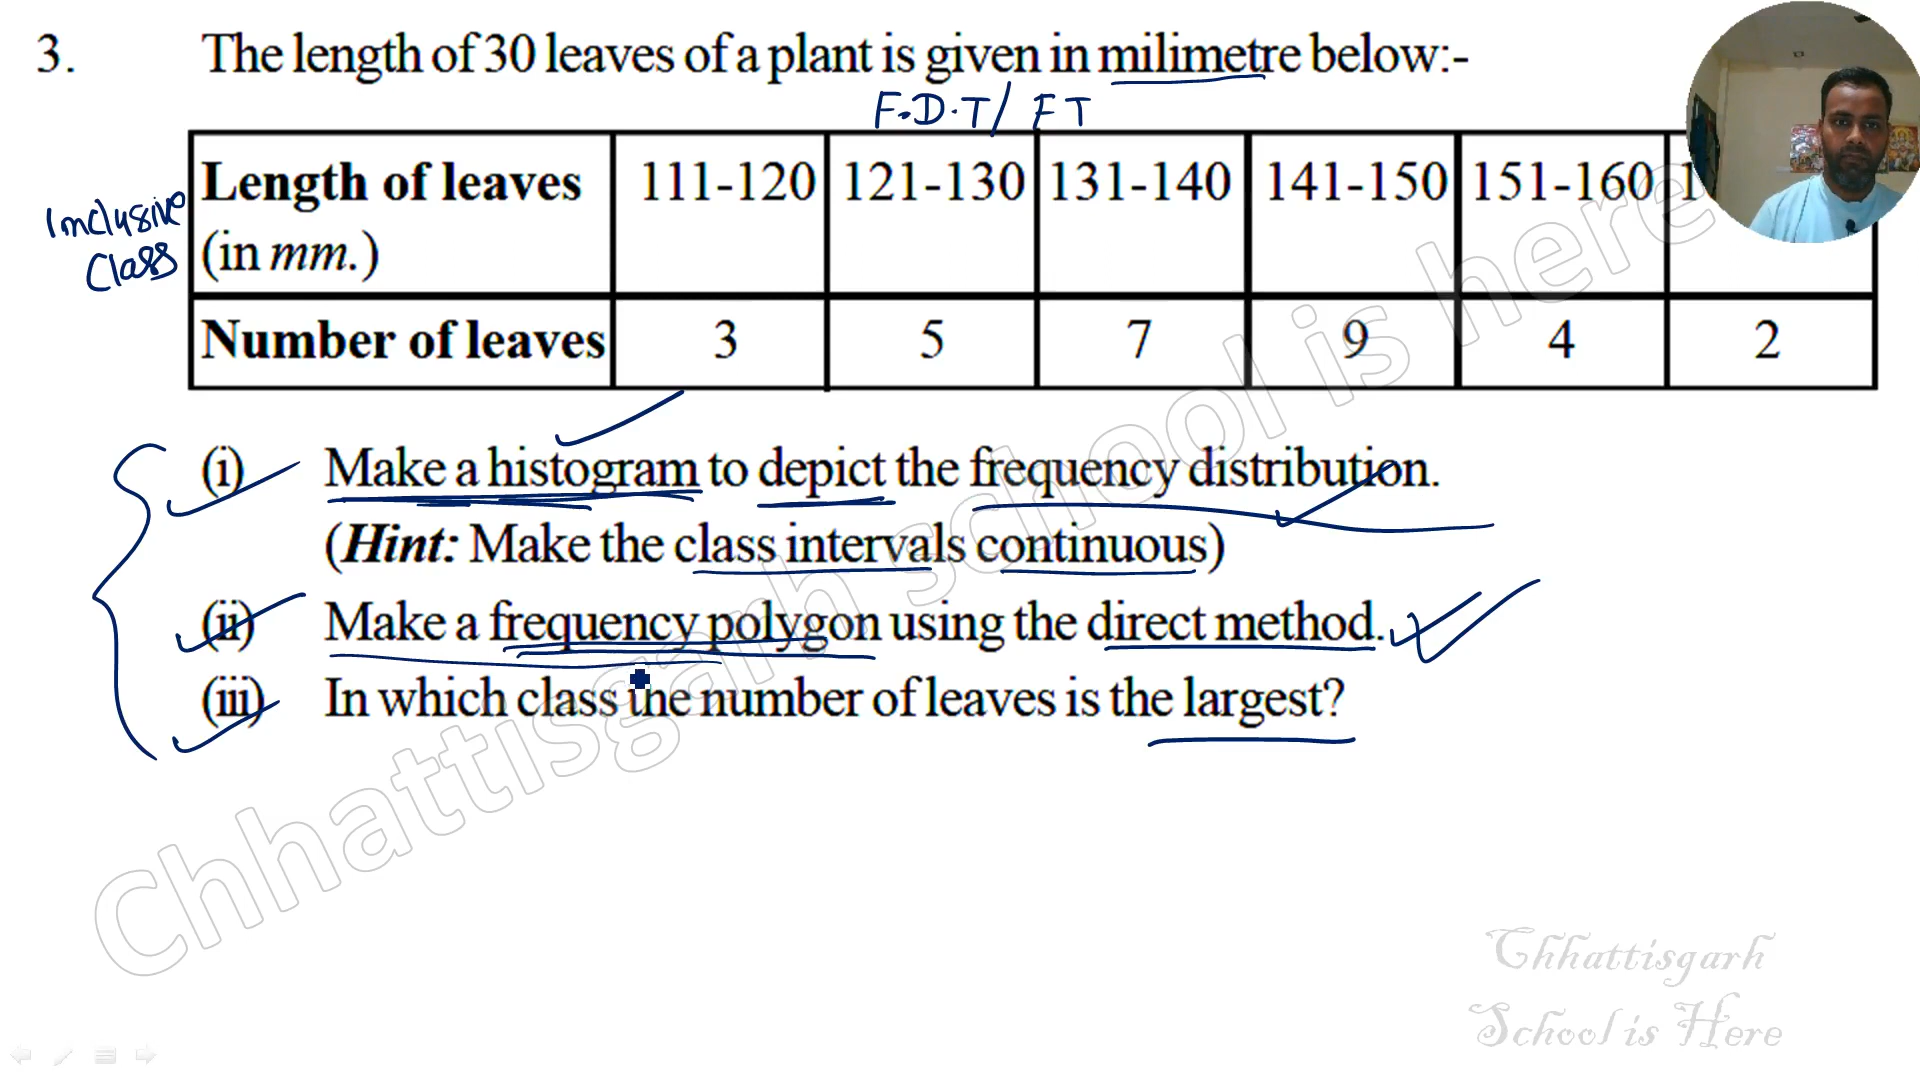 3. The length of 30 leaves of a plant is given in milimetre below:-
F.D.T/ FT
Inclusive Class
Length of leaves (in mm.) 111-120 121-130 131-140 141-150 151-160 1
Number of leaves 3 5 7 9 4 2
(i) Make a histogram to depict the frequency distribution.
(Hint: Make the class intervals continuous)
(ii) Make a frequency polygon using the direct method.
(iii) In which class the number of leaves is the largest?
Chhattisgarh school is here
Chhattisgarh
School is Here